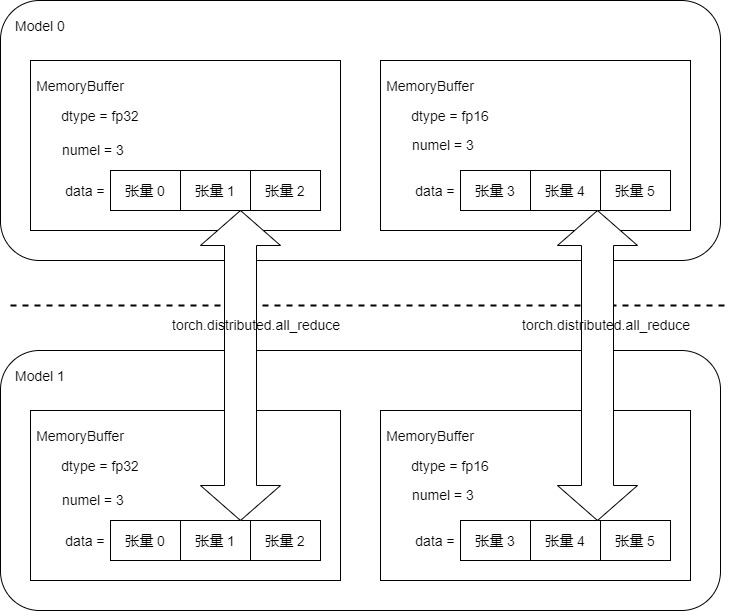 Model 0
MemoryBuffer
dtype = fp32
numel = 3
data = 张量 0 张量 1 张量 2
MemoryBuffer
dtype = fp16
numel = 3
data = 张量 3 张量 4 张量 5
torch.distributed.all_reduce
torch.distributed.all_reduce
Model 1
MemoryBuffer
dtype = fp32
numel = 3
data = 张量 0 张量 1 张量 2
MemoryBuffer
dtype = fp16
numel = 3
data = 张量 3 张量 4 张量 5